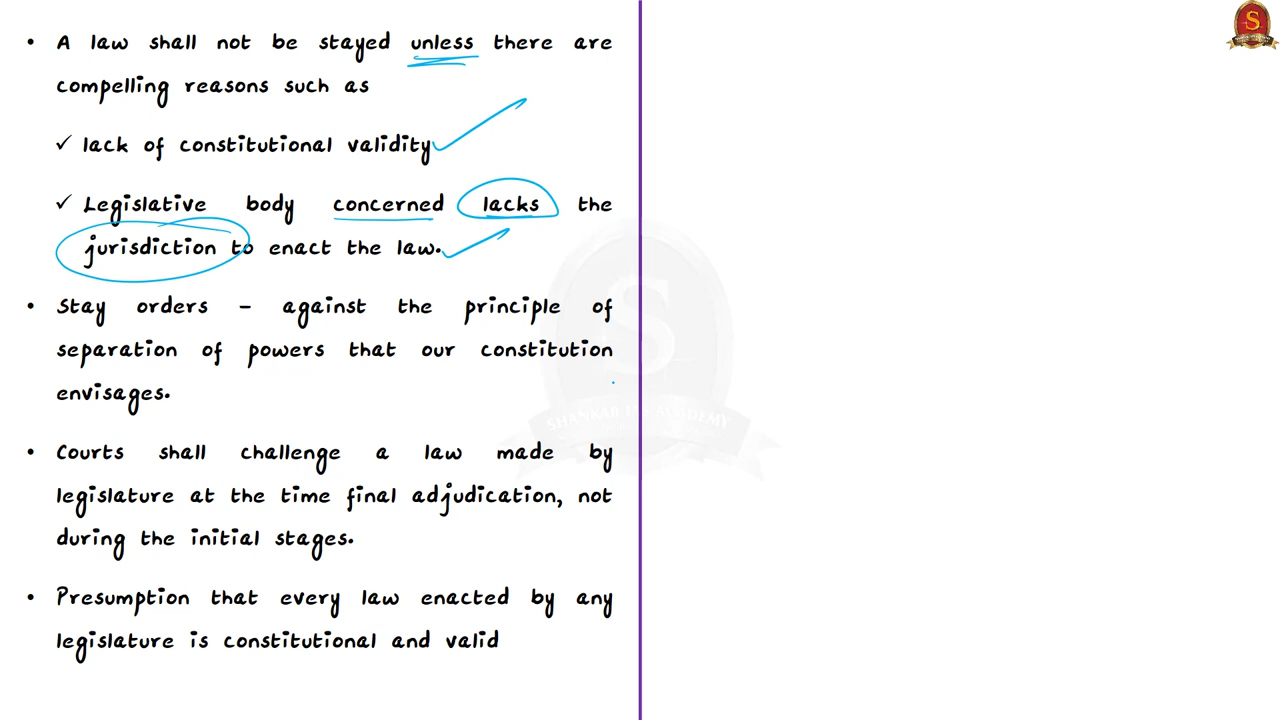 • A law shall not be stayed unless there are
compelling reasons such as
✓ lack of constitutional validity
✓ Legislative body concerned lacks the
jurisdiction to enact the law.
• Stay orders – against the principle of
separation of powers that our constitution
envisages.
• Courts shall challenge a law made by
legislature at the time final adjudication, not
during the initial stages.
• Presumption that every law enacted by any
legislature is constitutional and valid
S
S
SHANKAR IAS ACADEMY